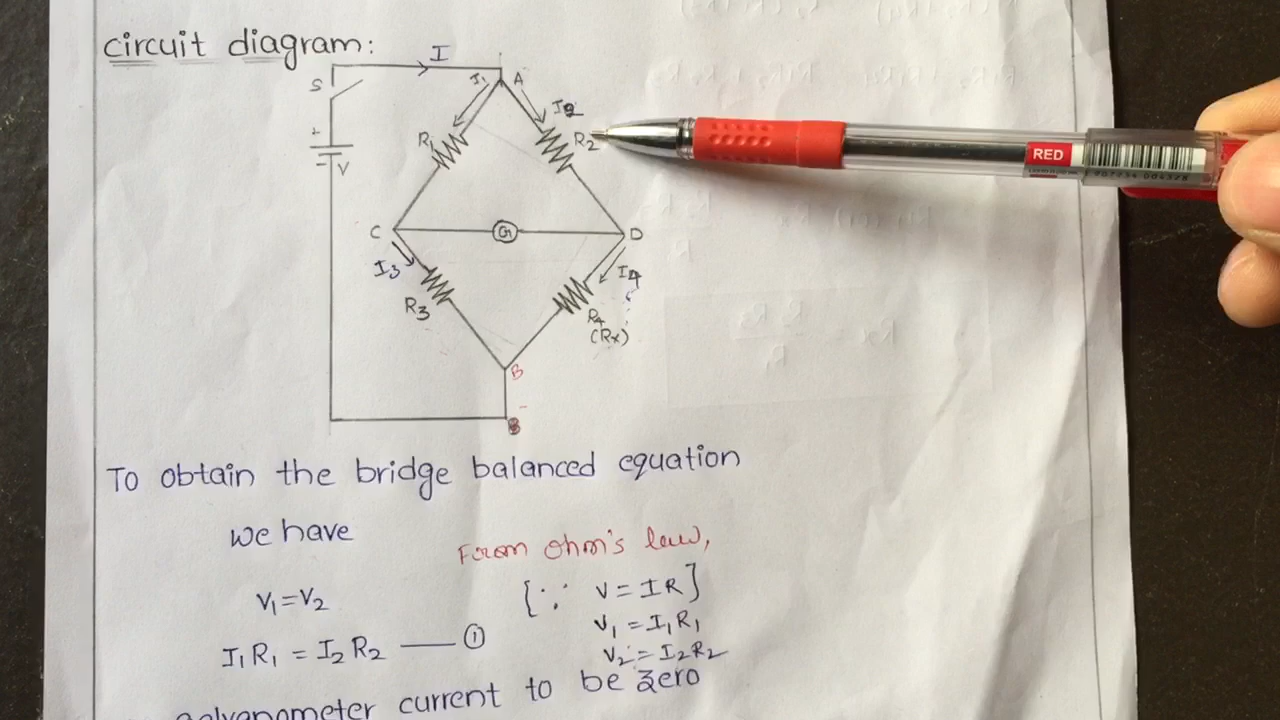 circuit diagram:
I
S
I1
A
I2
+
R1
R2
V
RED
C
G
D
I3
I4
R3
R4
(Rx)
B
B
To obtain the bridge balanced equation
we have
From ohm's law,
V1=V2
[∵ V = IR]
V1 = I1R1
I1R1 = I2R2 —— ①
V2 = I2R2
galvanometer current to be zero